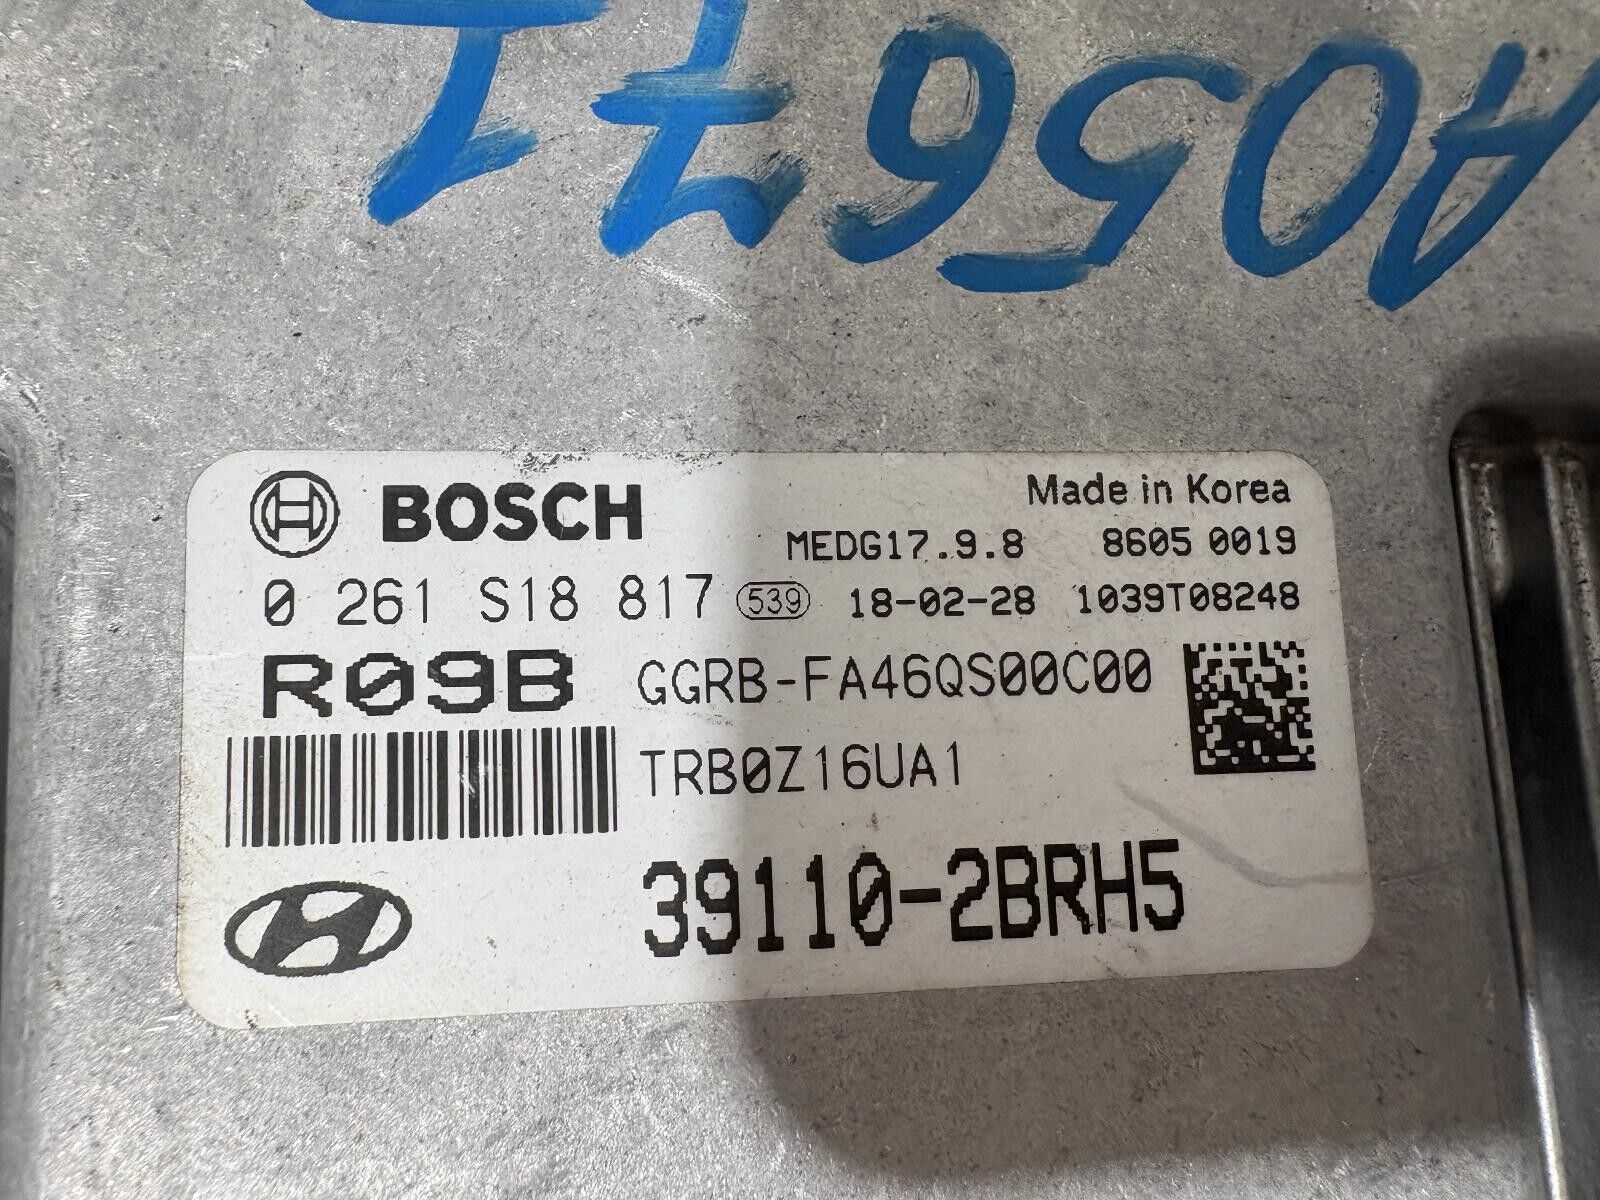 A05671
BOSCH
Made in Korea
MEDG17.9.8 8605 0019
0 261 S18 817 539 18-02-28 1039T08248
R09B GGRB-FA46QS00C00
TRB0Z16UA1
39110-2BRH5